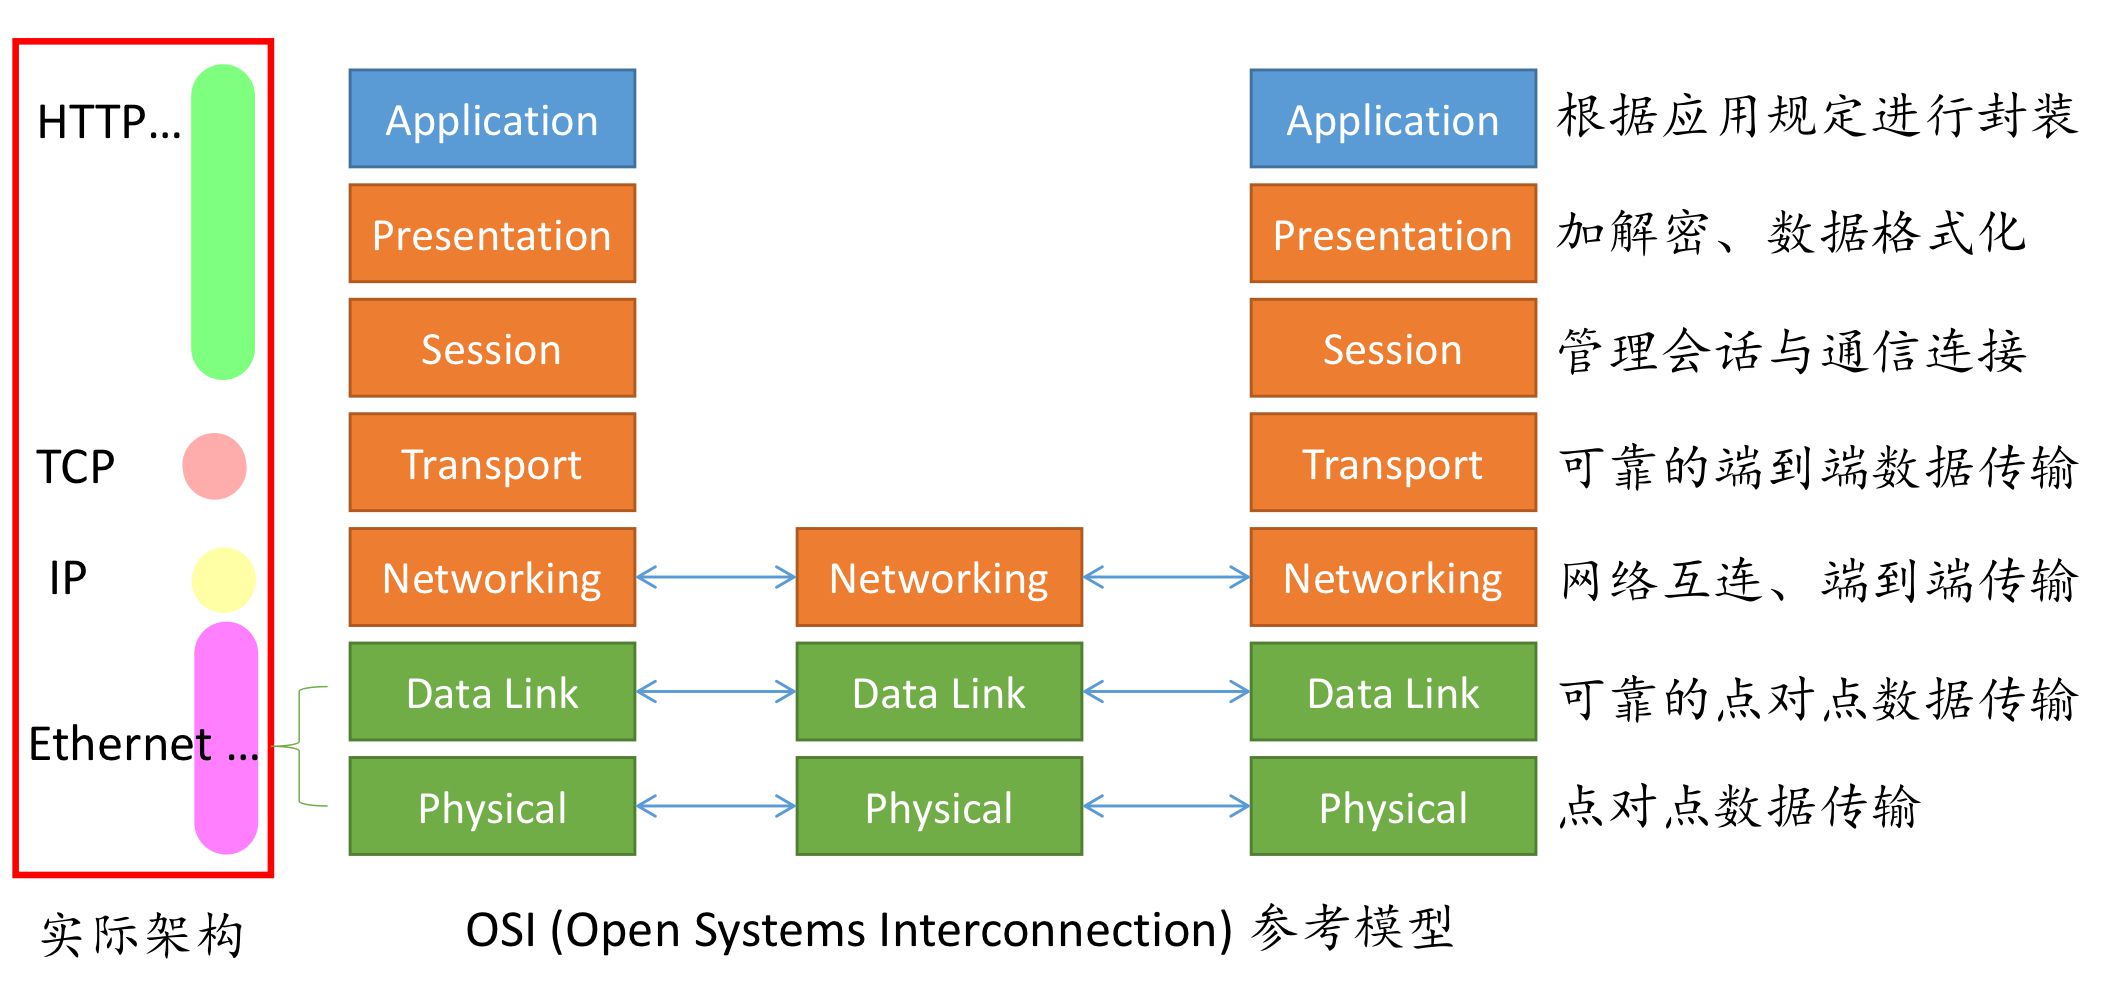 HTTP...
Application
Application
根据应用规定进行封装
Presentation
Presentation
加解密、数据格式化
Session
Session
管理会话与通信连接
TCP
Transport
Transport
可靠的端到端数据传输
IP
Networking
Networking
Networking
网络互连、端到端传输
Data Link
Data Link
Data Link
可靠的点对点数据传输
Ethernet ...
Physical
Physical
Physical
点对点数据传输
实际架构
OSI (Open Systems Interconnection) 参考模型